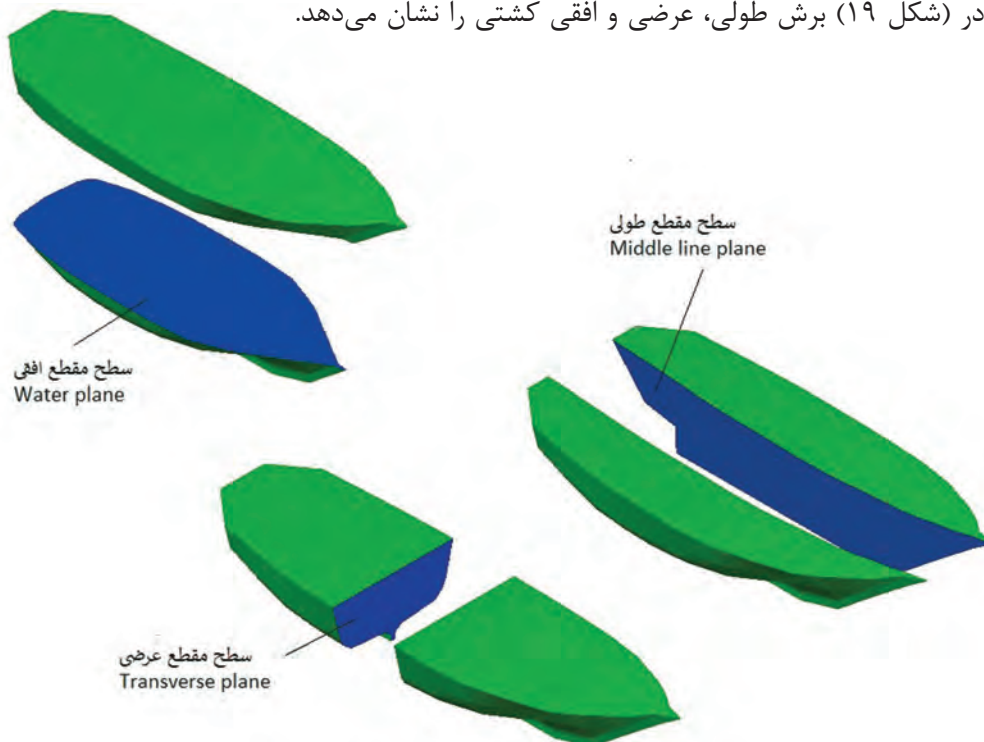 در (شکل ۱۹) برش طولی، عرضی و افقی کشتی را نشان می‌دهد.
سطح مقطع طولی
Middle line plane
سطح مقطع افقی
Water plane
سطح مقطع عرضی
Transverse plane